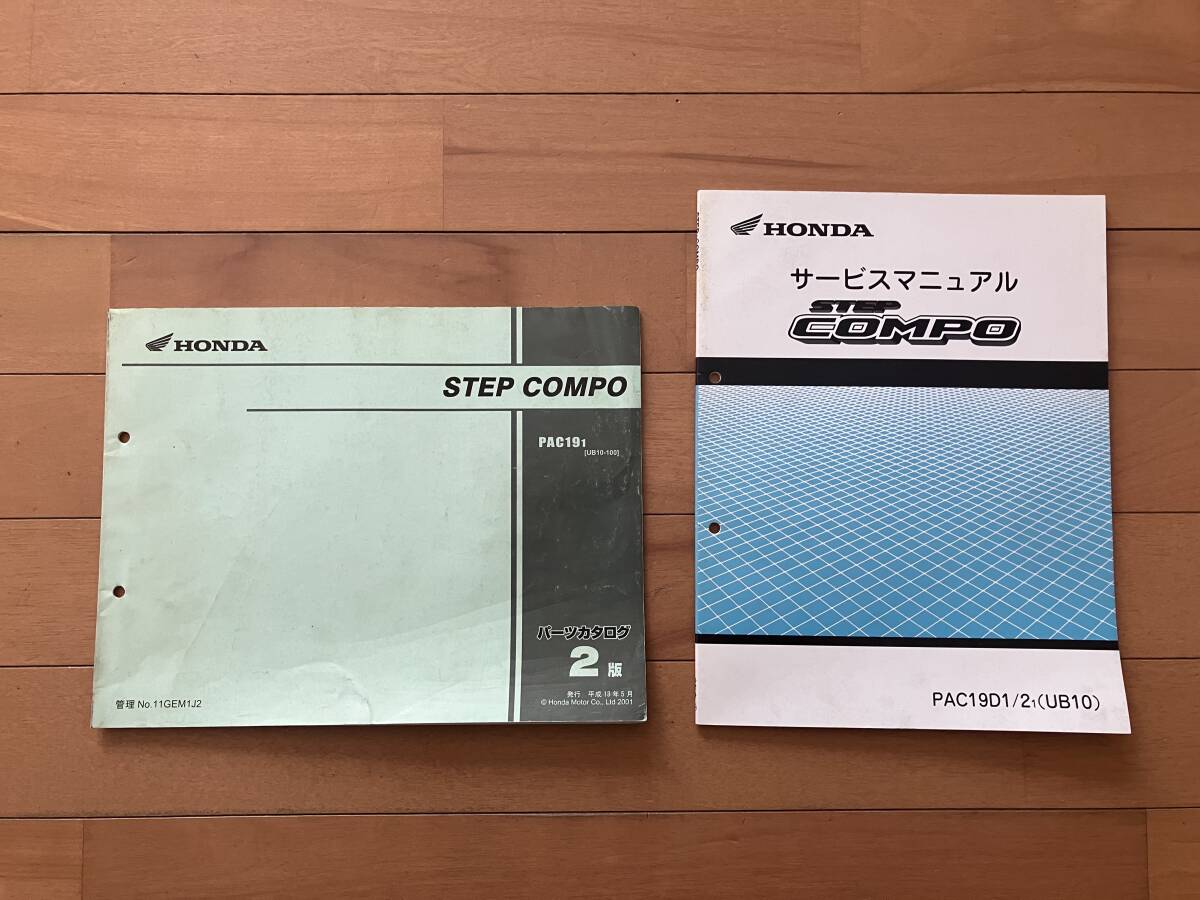 HONDA
STEP COMPO
PAC191
[UB10-100]
パーツカタログ
2版
発行 平成13年5月
© Honda Motor Co., Ltd 2001
管理 No.11GEM1J2
HONDA
サービスマニュアル
STEP
COMPO
PAC19D1/21(UB10)